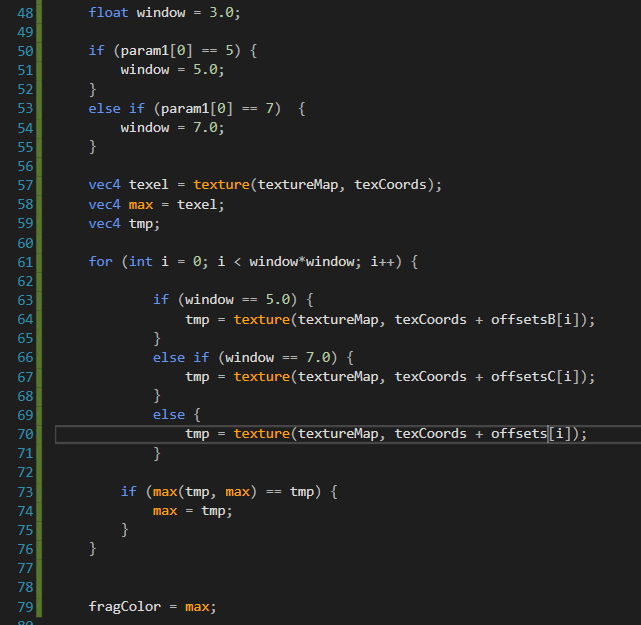 48 float window = 3.0;
49
50 if (param1[0] == 5) {
51 window = 5.0;
52 }
53 else if (param1[0] == 7)  {
54 window = 7.0;
55 }
56
57 vec4 texel = texture(textureMap, texCoords);
58 vec4 max = texel;
59 vec4 tmp;
60
61 for (int i = 0; i < window*window; i++) {
62
63 if (window == 5.0) {
64 tmp = texture(textureMap, texCoords + offsetsB[i]);
65 }
66 else if (window == 7.0) {
67 tmp = texture(textureMap, texCoords + offsetsC[i]);
68 }
69 else {
70 tmp = texture(textureMap, texCoords + offsets[i]);
71 }
72
73 if (max(tmp, max) == tmp) {
74 max = tmp;
75 }
76 }
77
78
79 fragColor = max;
80